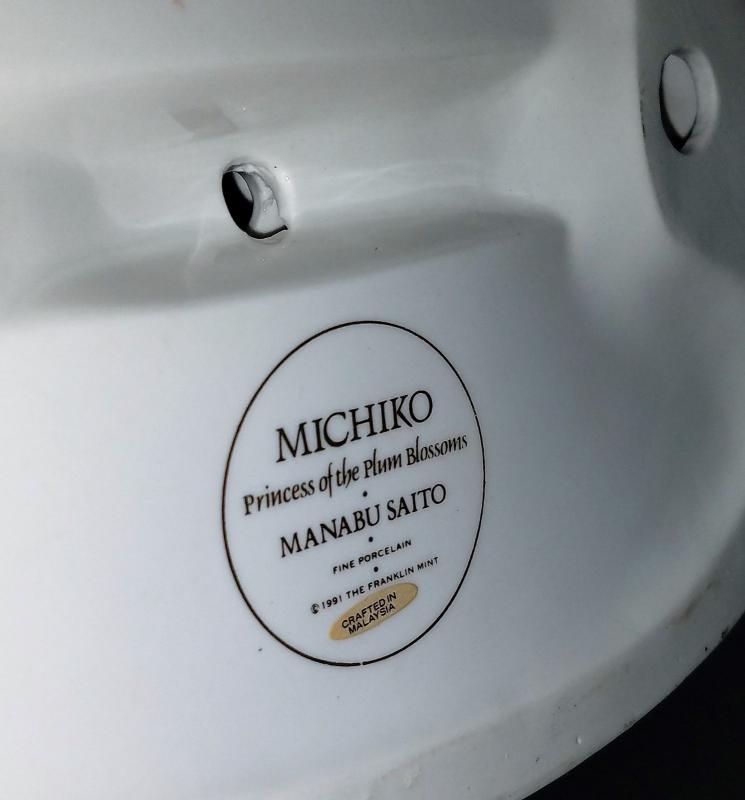 MICHIKO
Princess of the Plum Blossoms
MANABU SAITO
FINE PORCELAIN
©1991 THE FRANKLIN MINT
CRAFTED IN
MALAYSIA